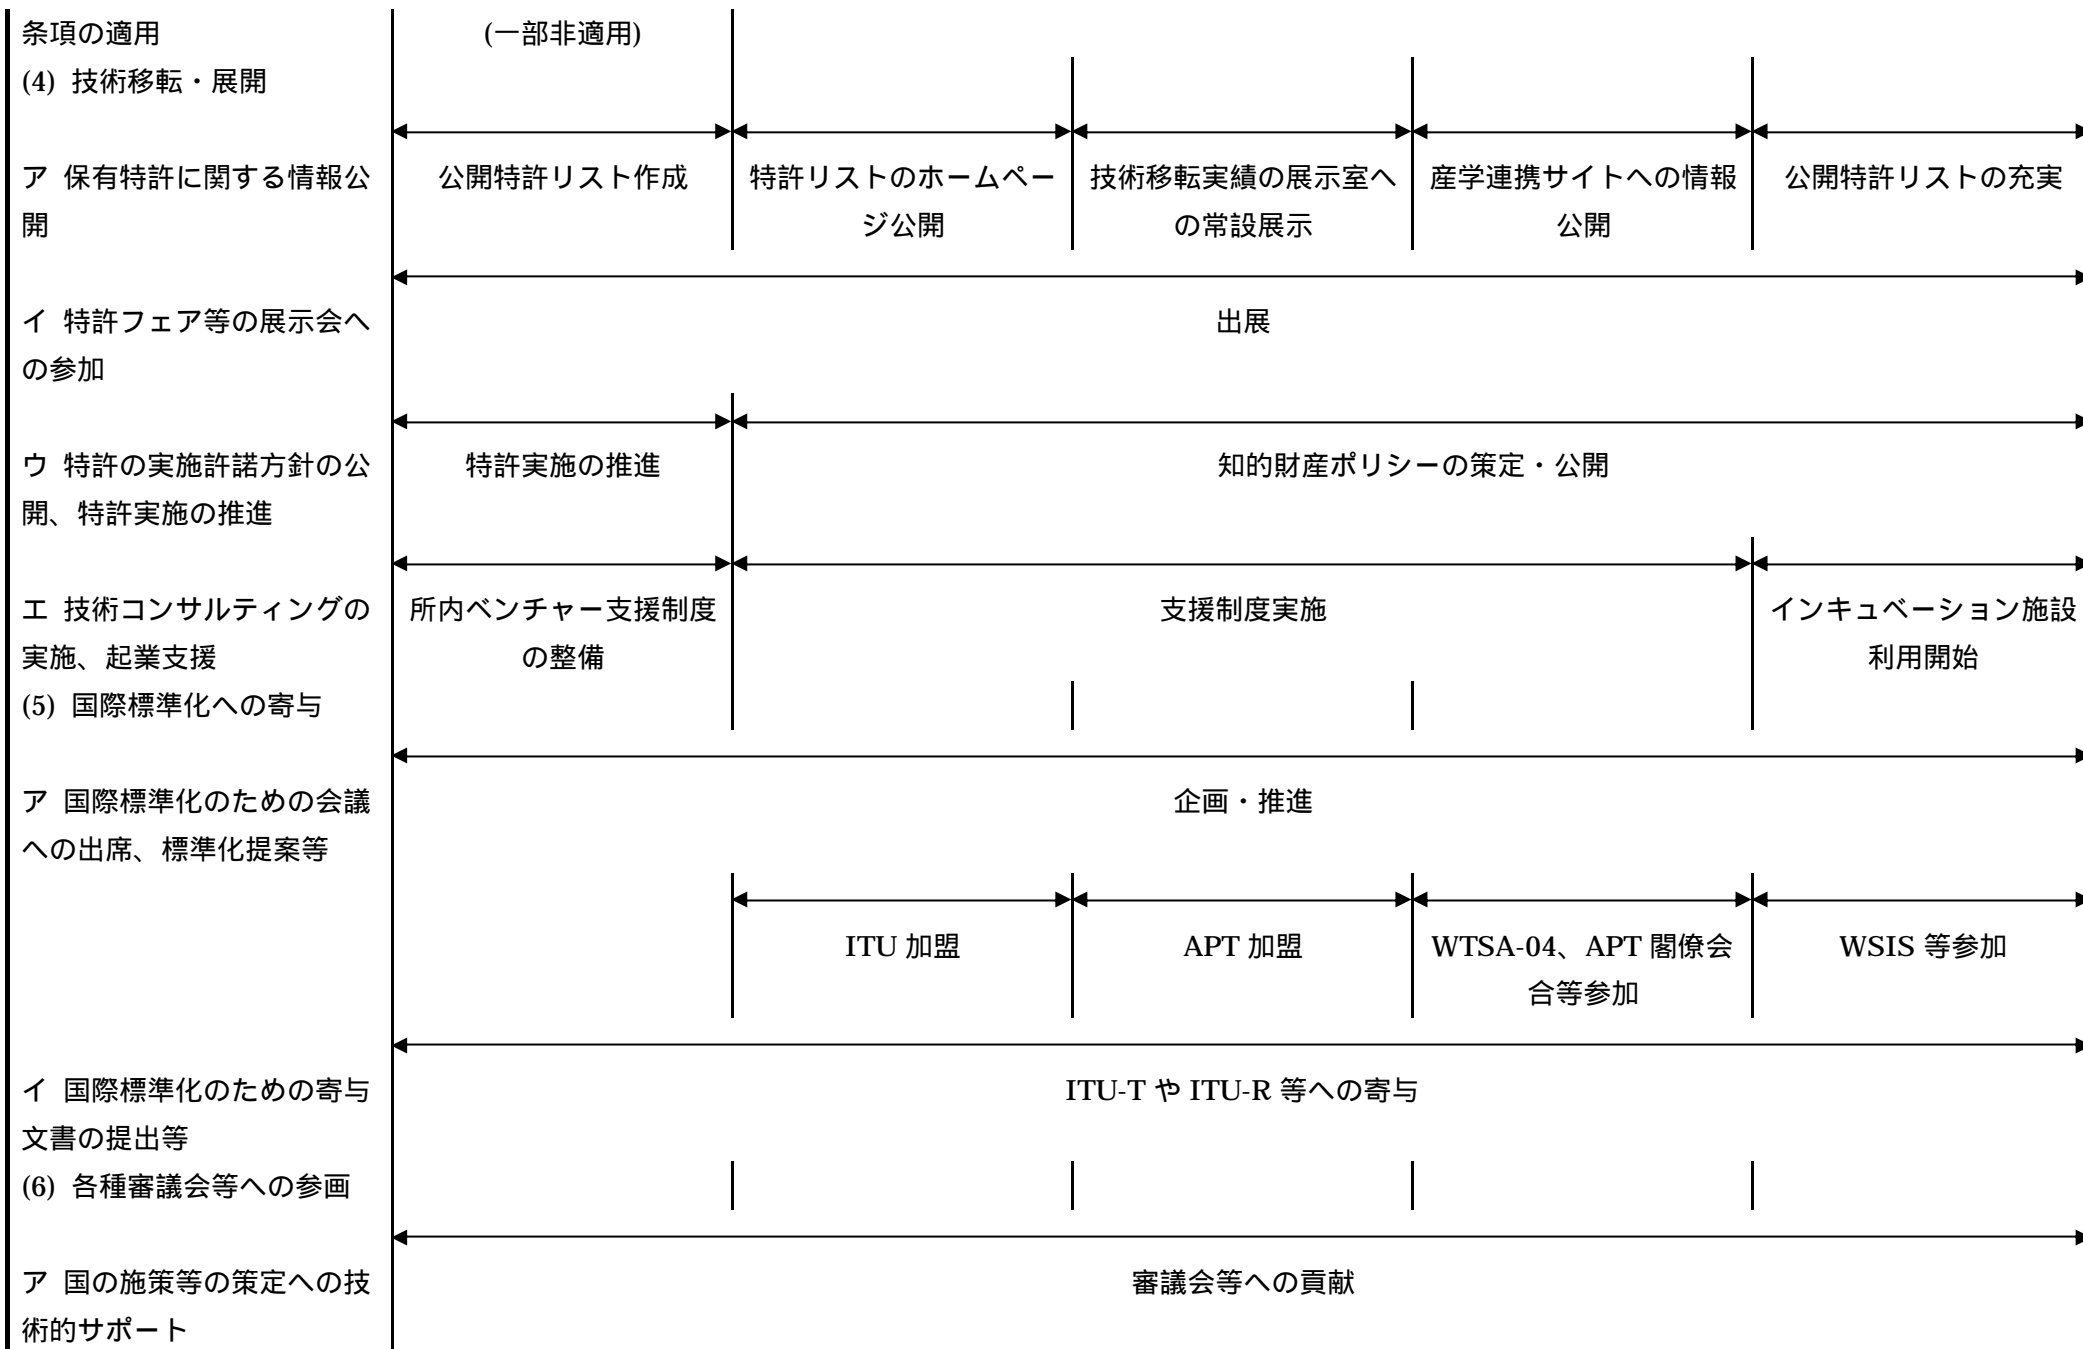 条項の適用
(一部非適用)
(4) 技術移転・展開
ア 保有特許に関する情報公
開
公開特許リスト作成
特許リストのホームペー
ジ公開
技術移転実績の展示室へ
の常設展示
産学連携サイトへの情報
公開
公開特許リストの充実
イ 特許フェア等の展示会へ
の参加
出展
ウ 特許の実施許諾方針の公
開、特許実施の推進
特許実施の推進
知的財産ポリシーの策定・公開
エ 技術コンサルティングの
実施、起業支援
所内ベンチャー支援制度
の整備
支援制度実施
インキュベーション施設
利用開始
(5) 国際標準化への寄与
ア 国際標準化のための会議
への出席、標準化提案等
企画・推進
ITU 加盟
APT 加盟
WTSA-04、APT 閣僚会
合等参加
WSIS 等参加
イ 国際標準化のための寄与
文書の提出等
ITU-T や ITU-R 等への寄与
(6) 各種審議会等への参画
ア 国の施策等の策定への技
術的サポート
審議会等への貢献